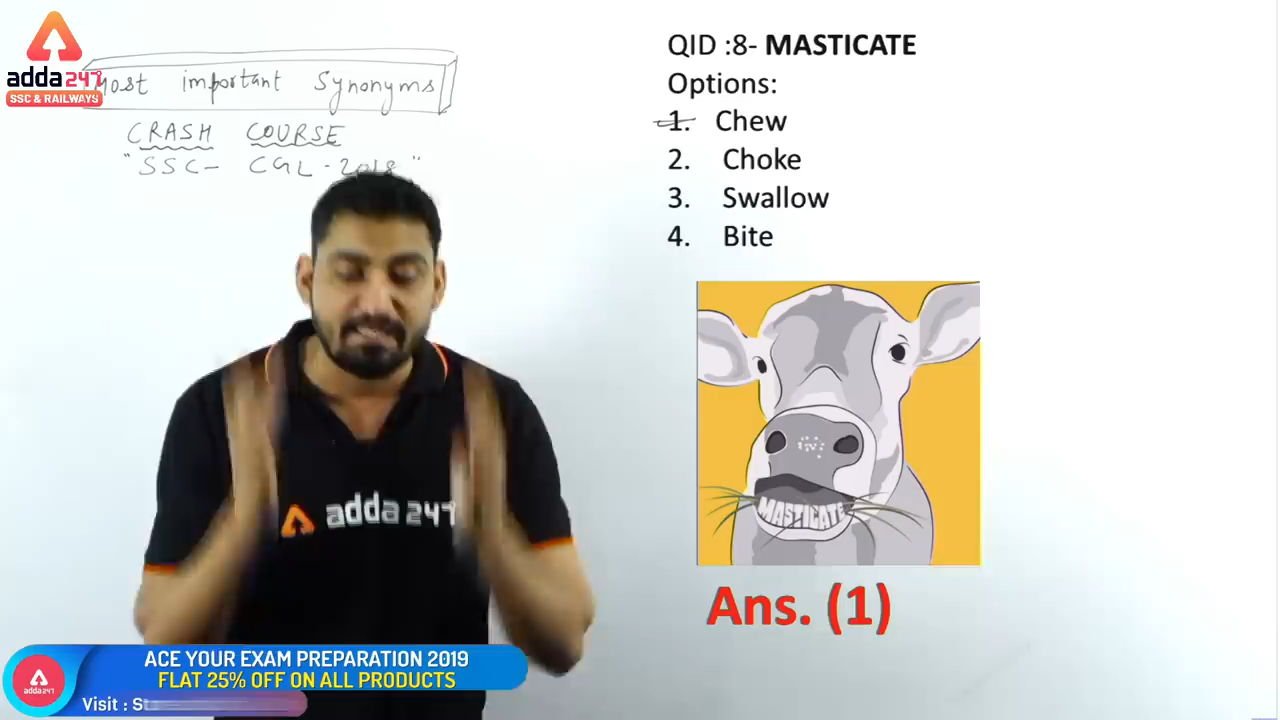 adda247
SSC & RAILWAYS
Most important Synonyms
CRASH COURSE
"SSC- CGL-2018"
QID :8- MASTICATE
Options:
1. Chew
2. Choke
3. Swallow
4. Bite
MASTICATE
Ans. (1)
adda247
ACE YOUR EXAM PREPARATION 2019
FLAT 25% OFF ON ALL PRODUCTS
adda247
Visit :